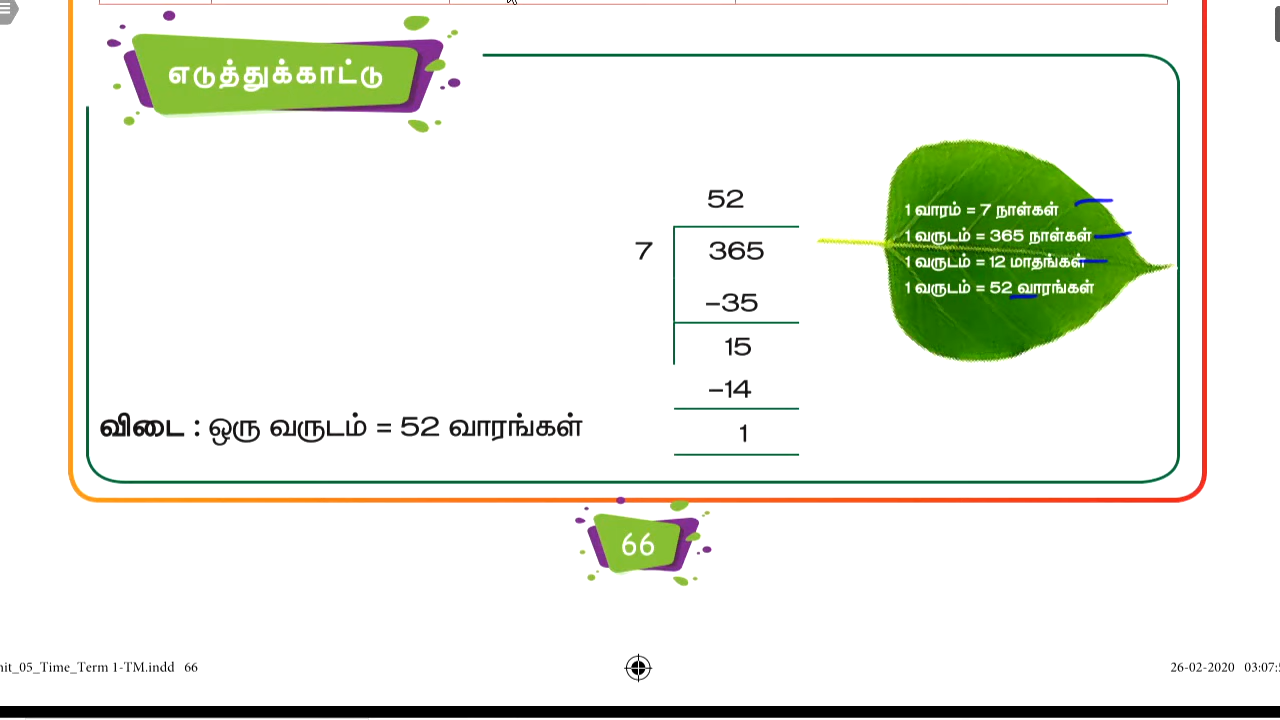 எடுத்துக்காட்டு
52
7 365
–35
15
–14
1
1 வாரம் = 7 நாள்கள்
1 வருடம் = 365 நாள்கள்
1 வருடம் = 12 மாதங்கள்
1 வருடம் = 52 வாரங்கள்
விடை : ஒரு வருடம் = 52 வாரங்கள்
66
nit_05_Time_Term 1-TM.indd 66
26-02-2020 03:07:5